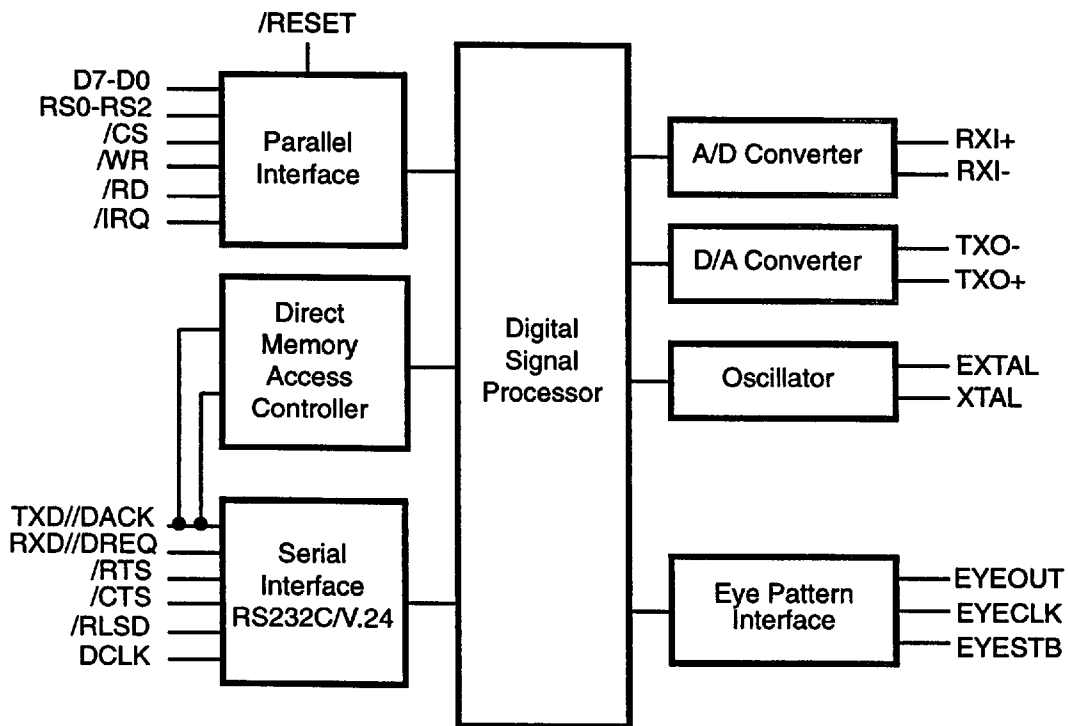 /RESET
D7-D0
RS0-RS2
/CS
/WR
/RD
/IRQ
Parallel
Interface
Direct
Memory
Access
Controller
TXD//DACK
RXD//DREQ
/RTS
/CTS
/RLSD
DCLK
Serial
Interface
RS232C/V.24
Digital
Signal
Processor
A/D Converter
RXI+
RXI-
D/A Converter
TXO-
TXO+
Oscillator
EXTAL
XTAL
Eye Pattern
Interface
EYEOUT
EYECLK
EYESTB